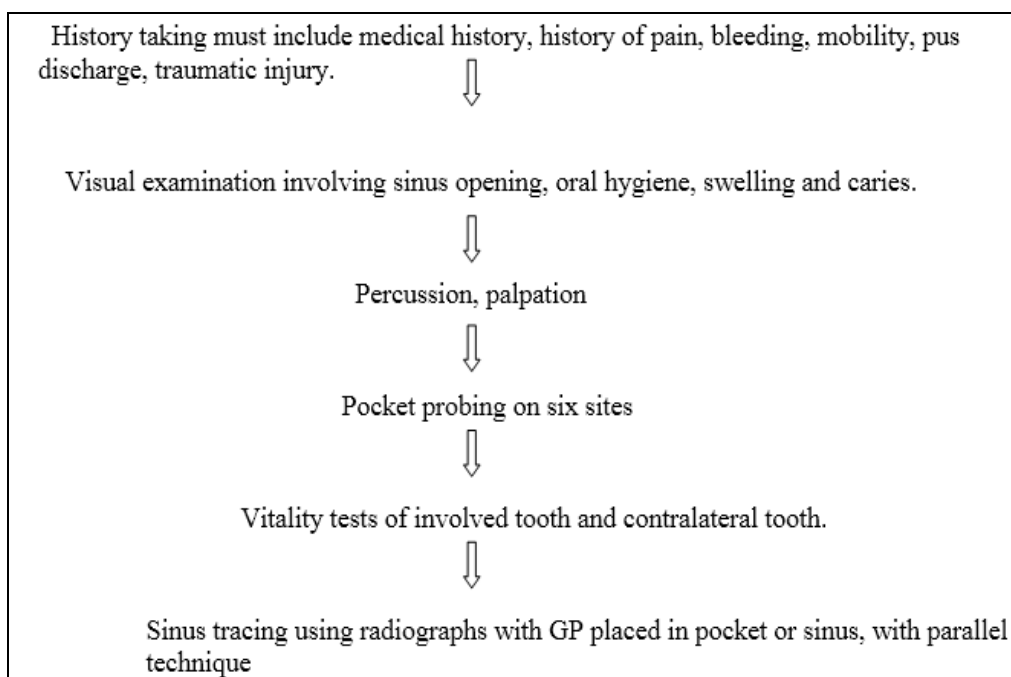 History taking must include medical history, history of pain, bleeding, mobility, pus
discharge, traumatic injury.
Visual examination involving sinus opening, oral hygiene, swelling and caries.
Percussion, palpation
Pocket probing on six sites
Vitality tests of involved tooth and contralateral tooth.
Sinus tracing using radiographs with GP placed in pocket or sinus, with parallel
technique